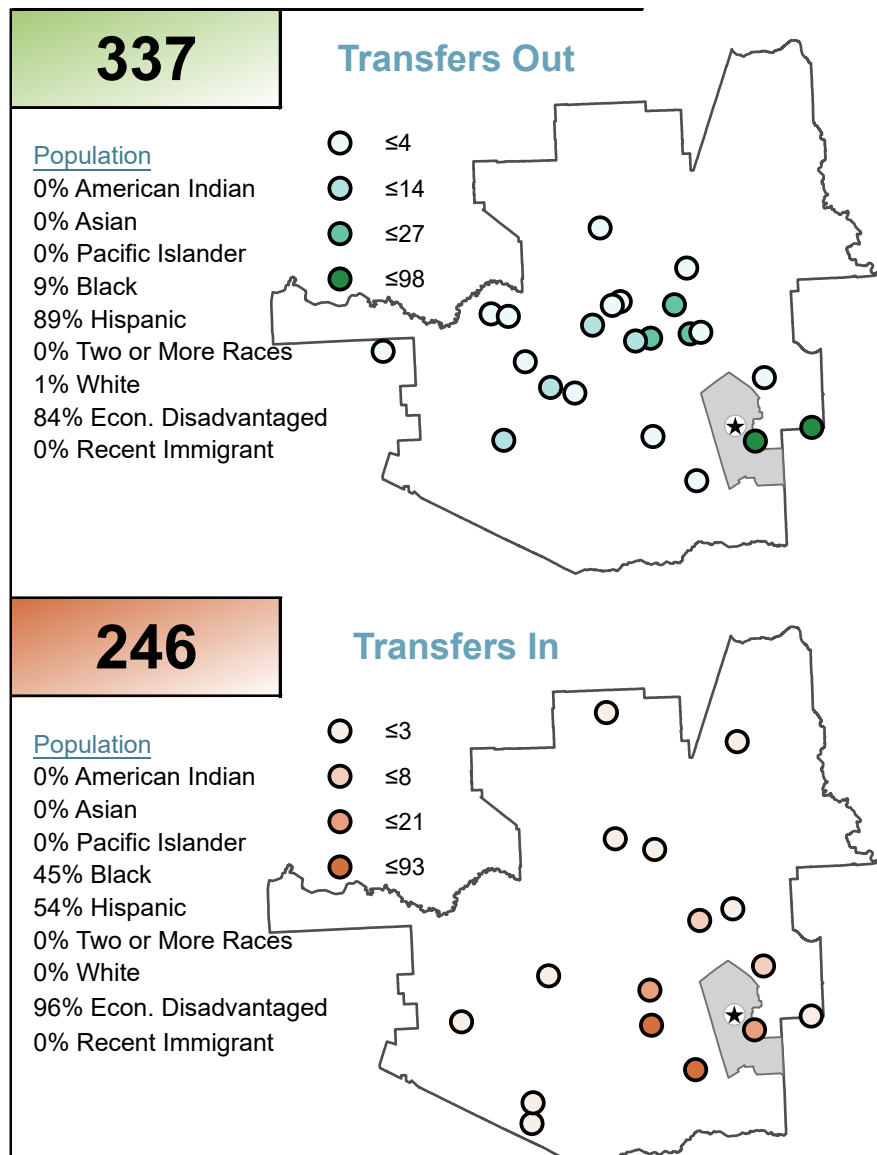 337
Transfers Out
Population
0% American Indian
0% Asian
0% Pacific Islander
9% Black
89% Hispanic
0% Two or More Races
1% White
84% Econ. Disadvantaged
0% Recent Immigrant
≤4
≤14
≤27
≤98
246
Transfers In
Population
0% American Indian
0% Asian
0% Pacific Islander
45% Black
54% Hispanic
0% Two or More Races
0% White
96% Econ. Disadvantaged
0% Recent Immigrant
≤3
≤8
≤21
≤93